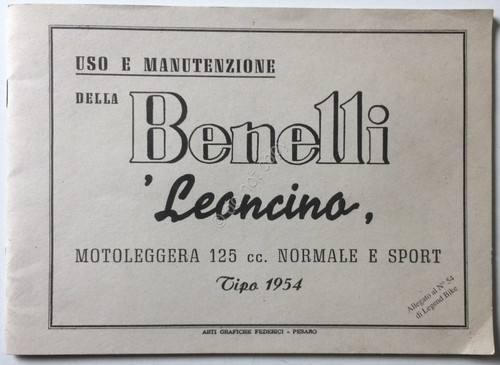 USO E MANUTENZIONE
DELLA
Benelli
'Leoncino,
MOTOLEGGERA 125 cc. NORMALE E SPORT
Tipo 1954
Allegato al N° 54
di Legend Bike
ARTI GRAFICHE FEDERICI - PESARO